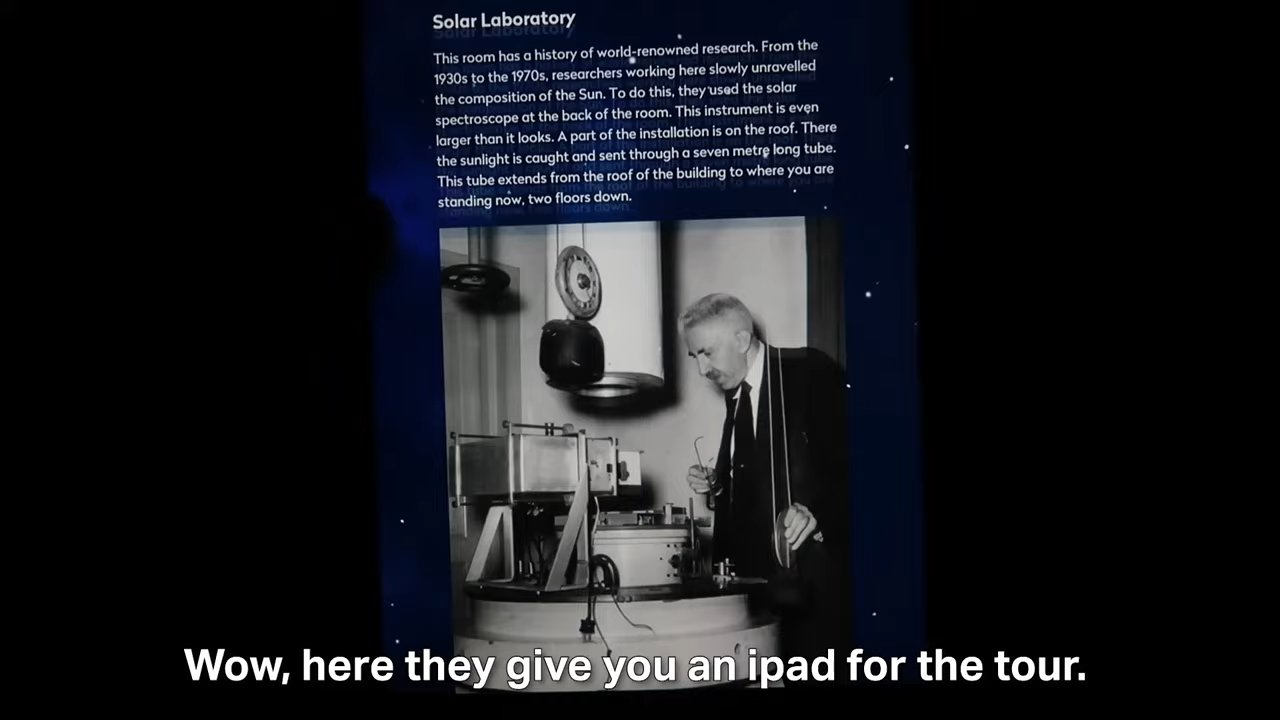 Solar Laboratory
This room has a history of world-renowned research. From the
1930s to the 1970s, researchers working here slowly unravelled
the composition of the Sun. To do this, they used the solar
spectroscope at the back of the room. This instrument is even
larger than it looks. A part of the installation is on the roof. There
the sunlight is caught and sent through a seven metre long tube.
This tube extends from the roof of the building to where you are
standing now, two floors down.
Wow, here they give you an ipad for the tour.